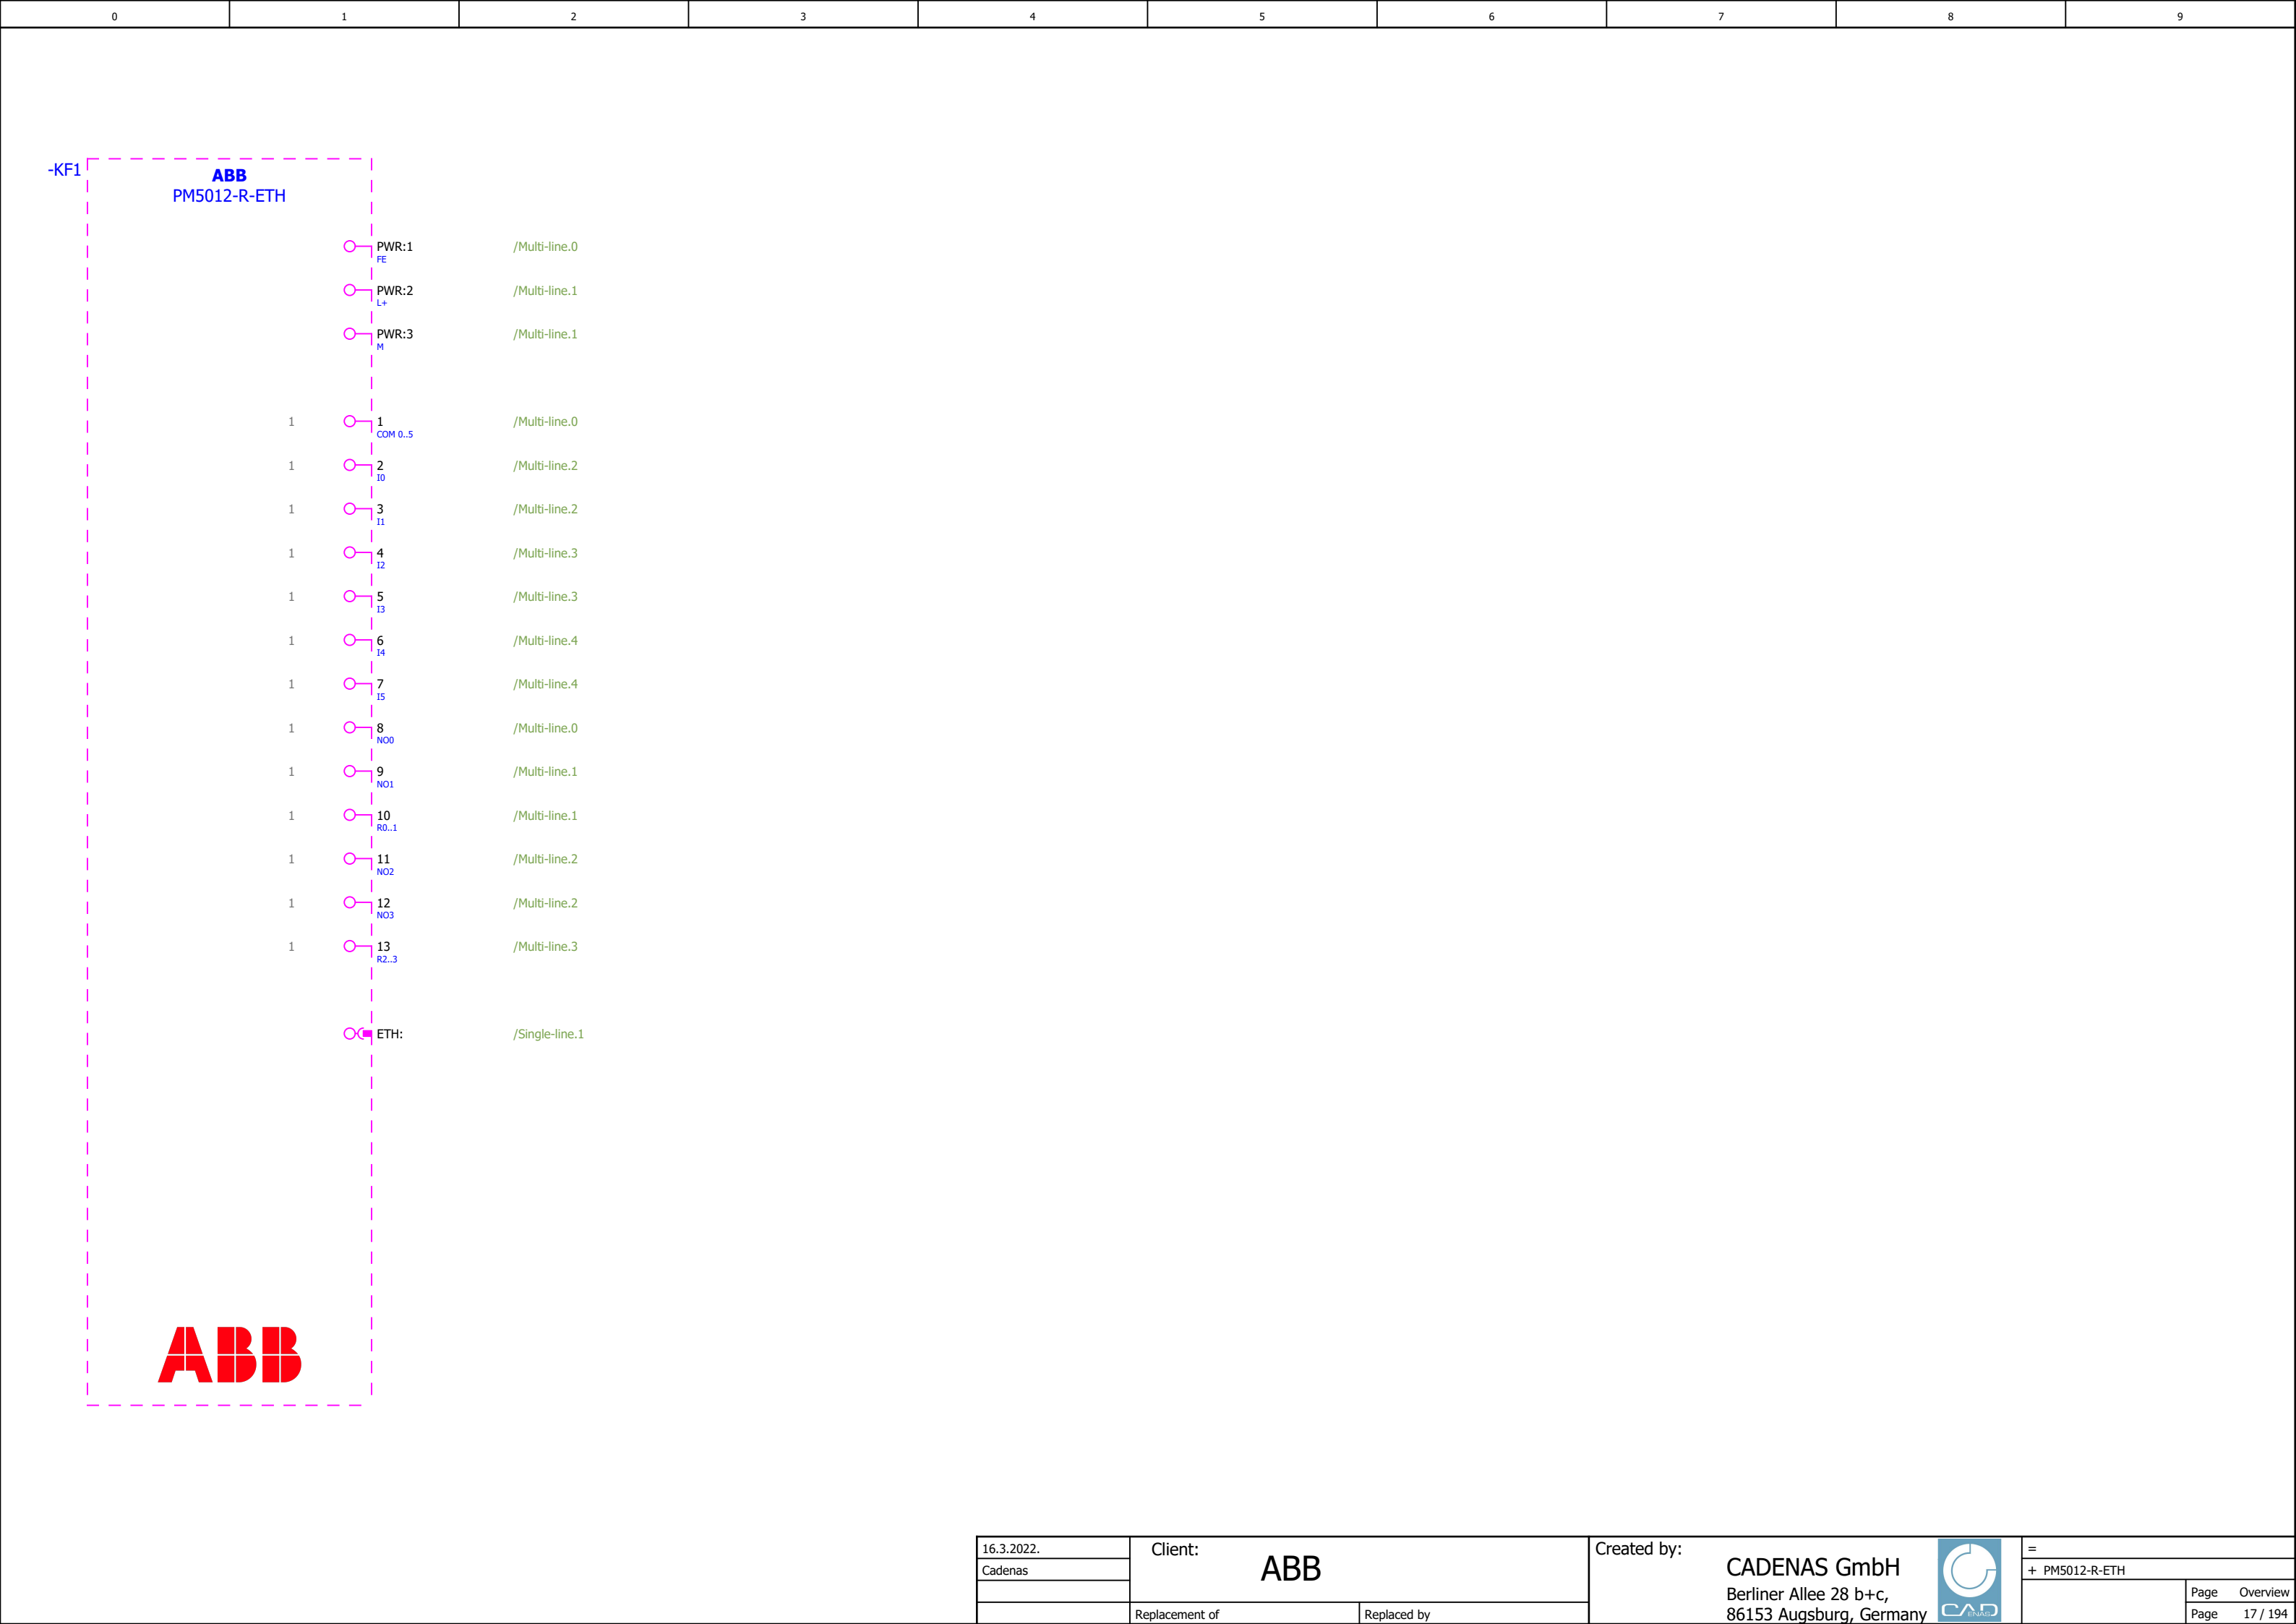 0 1 2 3 4 5 6 7 8 9
-KF1
ABB
PM5012-R-ETH
PWR:1 /Multi-line.0
FE
PWR:2 /Multi-line.1
L+
PWR:3 /Multi-line.1
M
1 1 /Multi-line.0
COM 0..5
1 2 /Multi-line.2
I0
1 3 /Multi-line.2
I1
1 4 /Multi-line.3
I2
1 5 /Multi-line.3
I3
1 6 /Multi-line.4
I4
1 7 /Multi-line.4
I5
1 8 /Multi-line.0
NO0
1 9 /Multi-line.1
NO1
1 10 /Multi-line.1
R0..1
1 11 /Multi-line.2
NO2
1 12 /Multi-line.2
NO3
1 13 /Multi-line.3
R2..3
ETH: /Single-line.1
ABB
16.3.2022.
Cadenas
Client:
ABB
Replacement of
Replaced by
Created by:
CADENAS GmbH
Berliner Allee 28 b+c,
86153 Augsburg, Germany
CADENAS
=
+ PM5012-R-ETH
Page Overview
Page 17 / 194